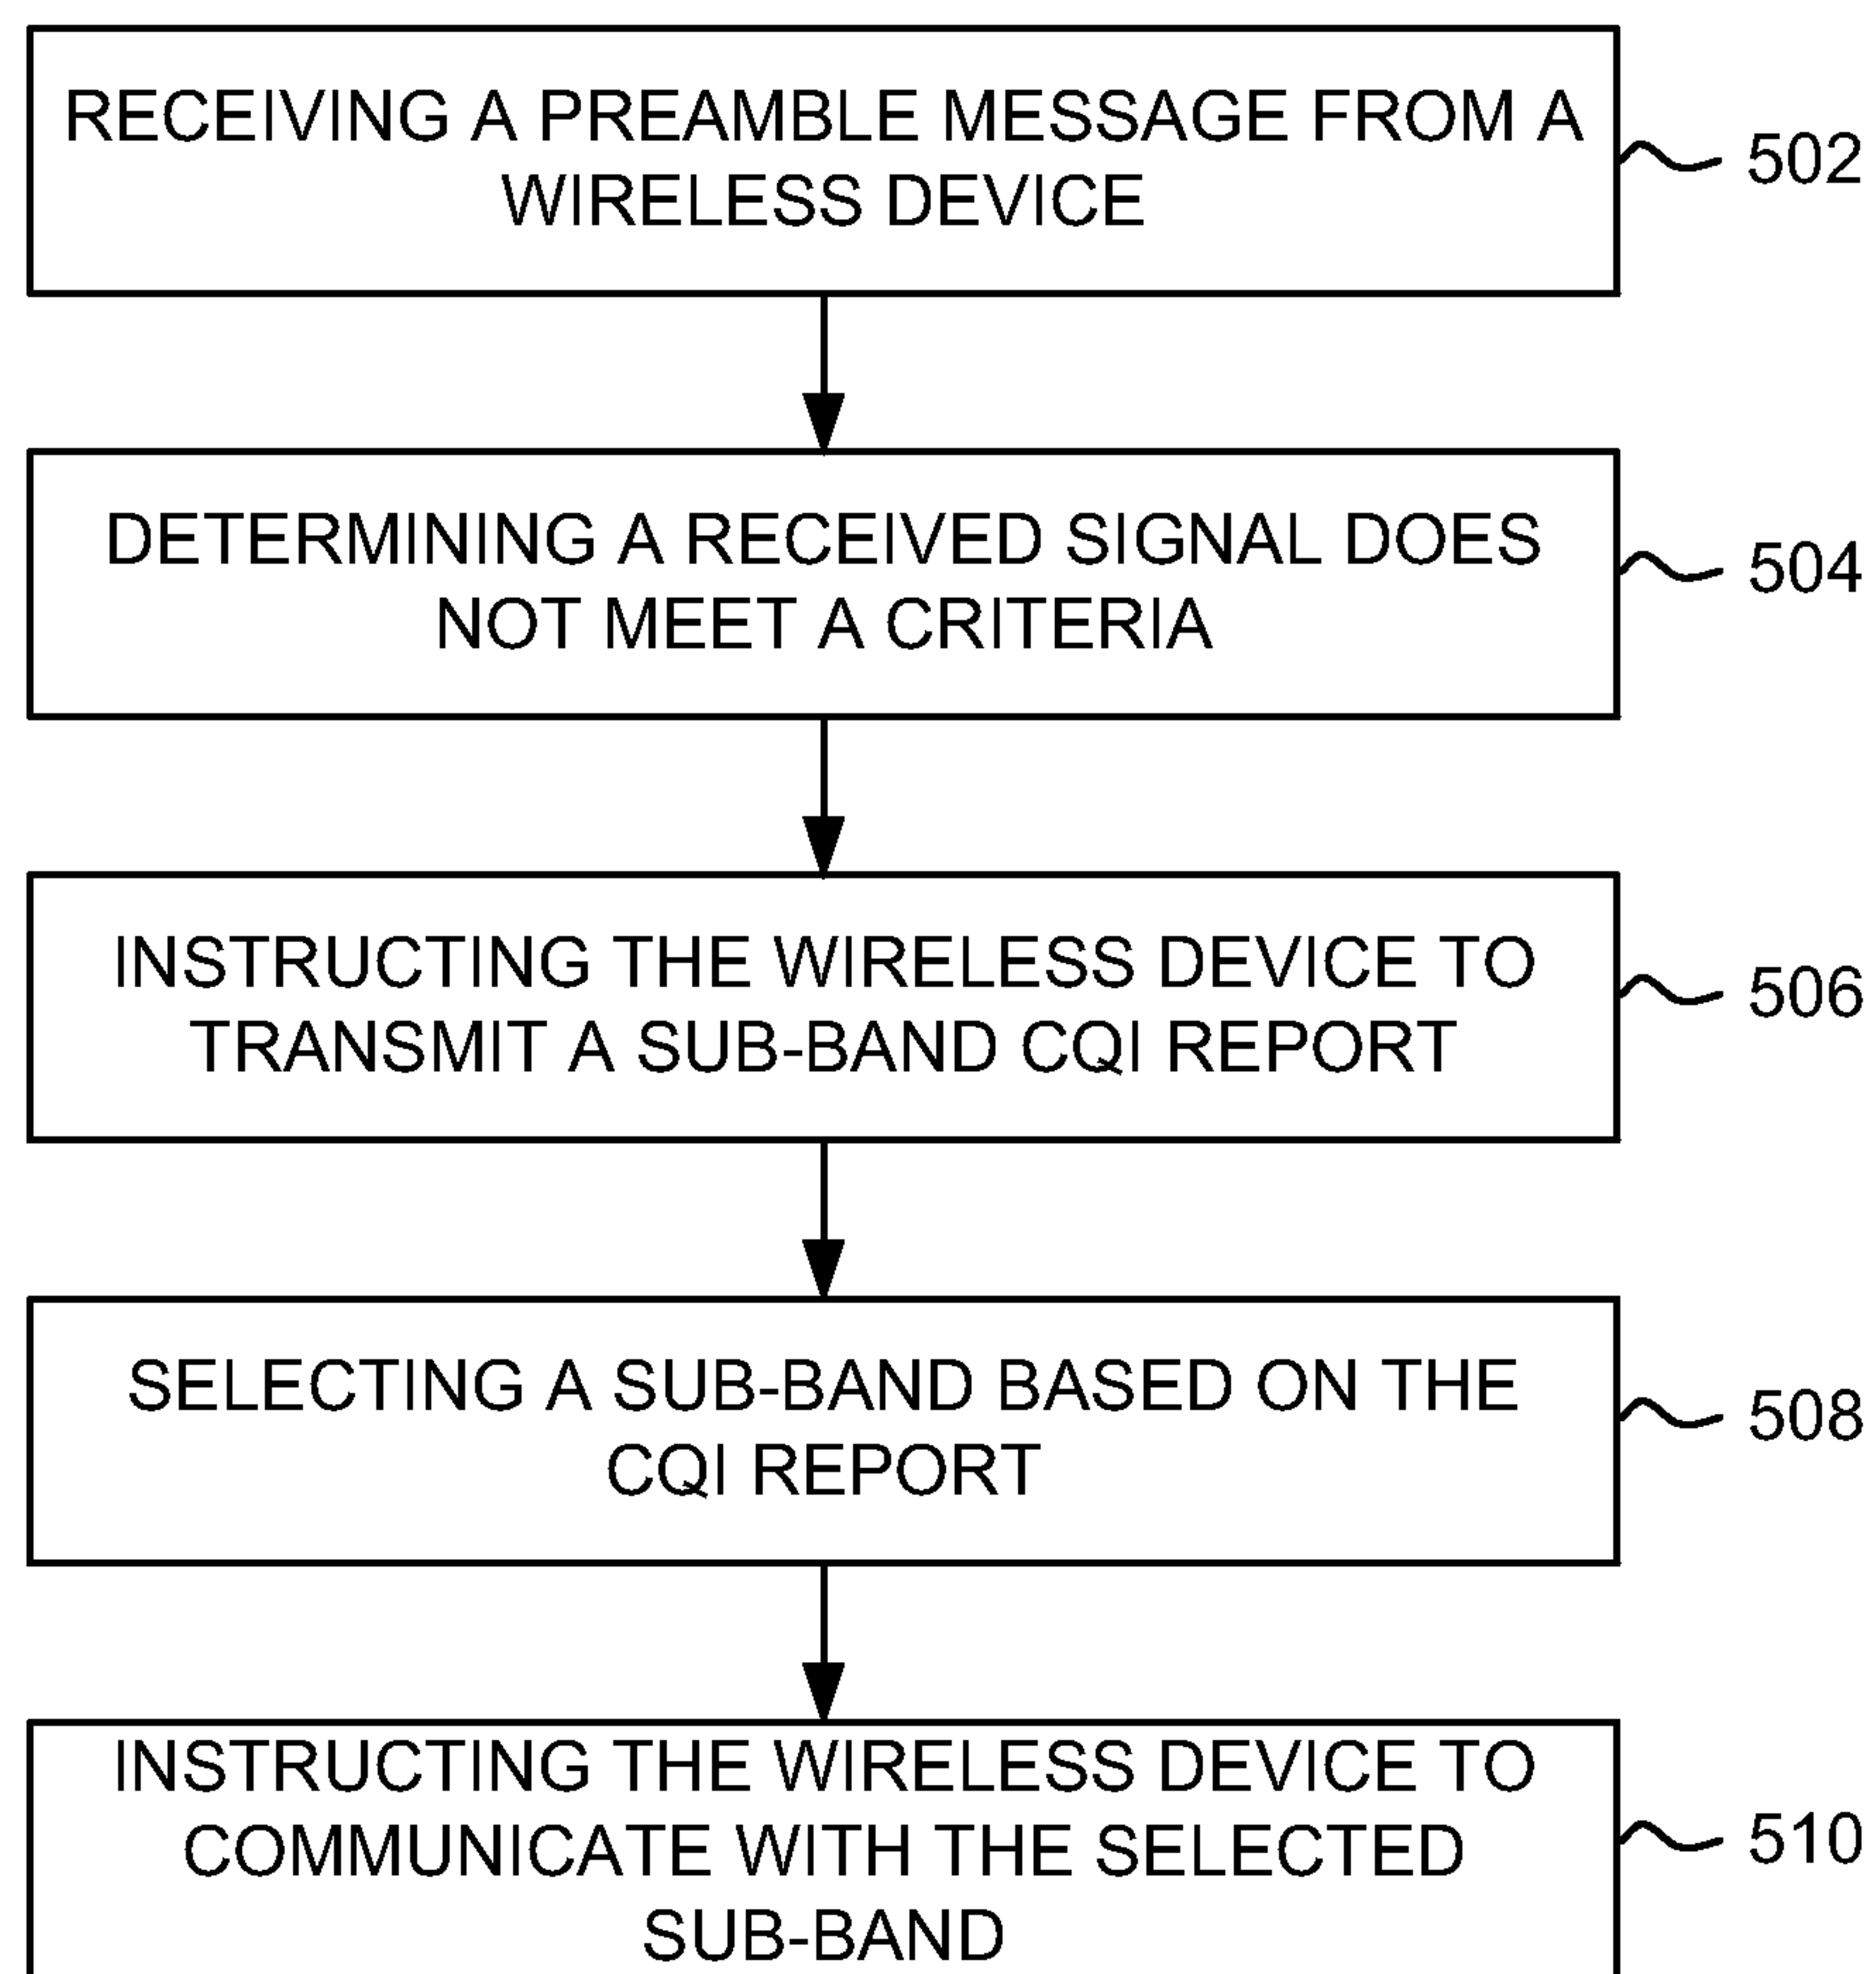 RECEIVING A PREAMBLE MESSAGE FROM A
WIRELESS DEVICE
502
DETERMINING A RECEIVED SIGNAL DOES
NOT MEET A CRITERIA
504
INSTRUCTING THE WIRELESS DEVICE TO
TRANSMIT A SUB-BAND CQI REPORT
506
SELECTING A SUB-BAND BASED ON THE
CQI REPORT
508
INSTRUCTING THE WIRELESS DEVICE TO
COMMUNICATE WITH THE SELECTED
SUB-BAND
510